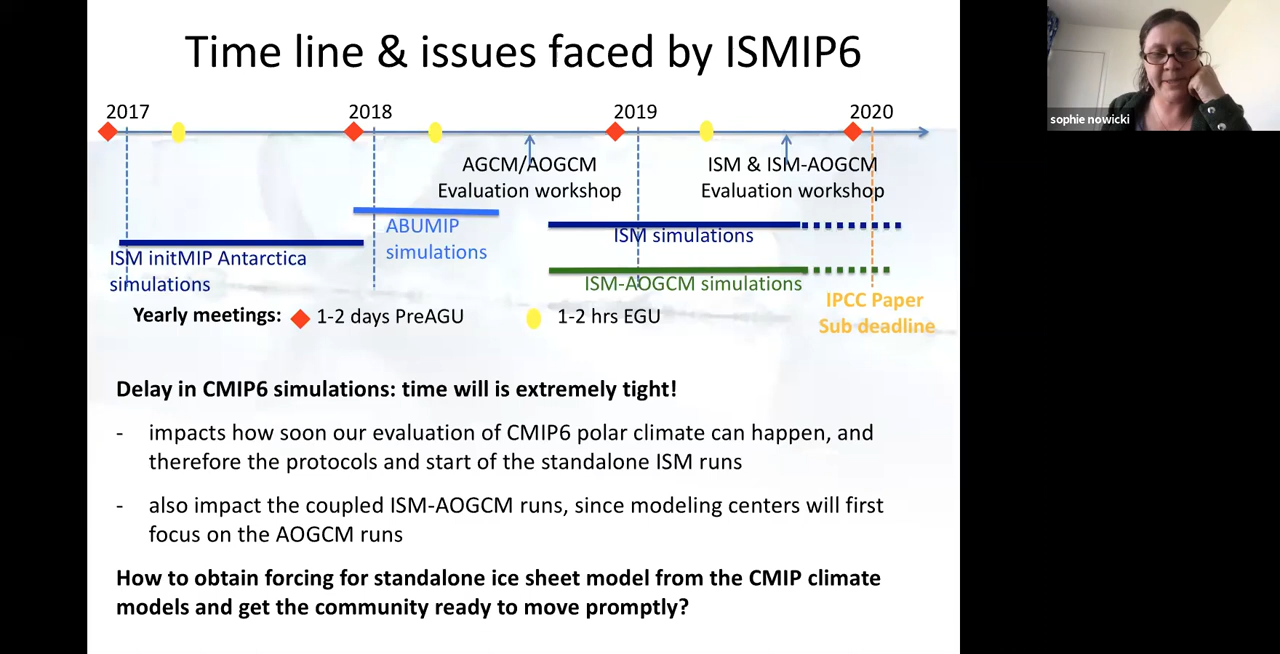 Time line & issues faced by ISMIP6
sophie nowicki
2017
2018
2019
2020
AGCM/AOGCM
Evaluation workshop
ISM & ISM-AOGCM
Evaluation workshop
ABUMIP
simulations
ISM simulations
ISM initMIP Antarctica
simulations
ISM-AOGCM simulations
IPCC Paper
Sub deadline
Yearly meetings: 1-2 days PreAGU 1-2 hrs EGU
Delay in CMIP6 simulations: time will is extremely tight!
- impacts how soon our evaluation of CMIP6 polar climate can happen, and
therefore the protocols and start of the standalone ISM runs
- also impact the coupled ISM-AOGCM runs, since modeling centers will first
focus on the AOGCM runs
How to obtain forcing for standalone ice sheet model from the CMIP climate
models and get the community ready to move promptly?